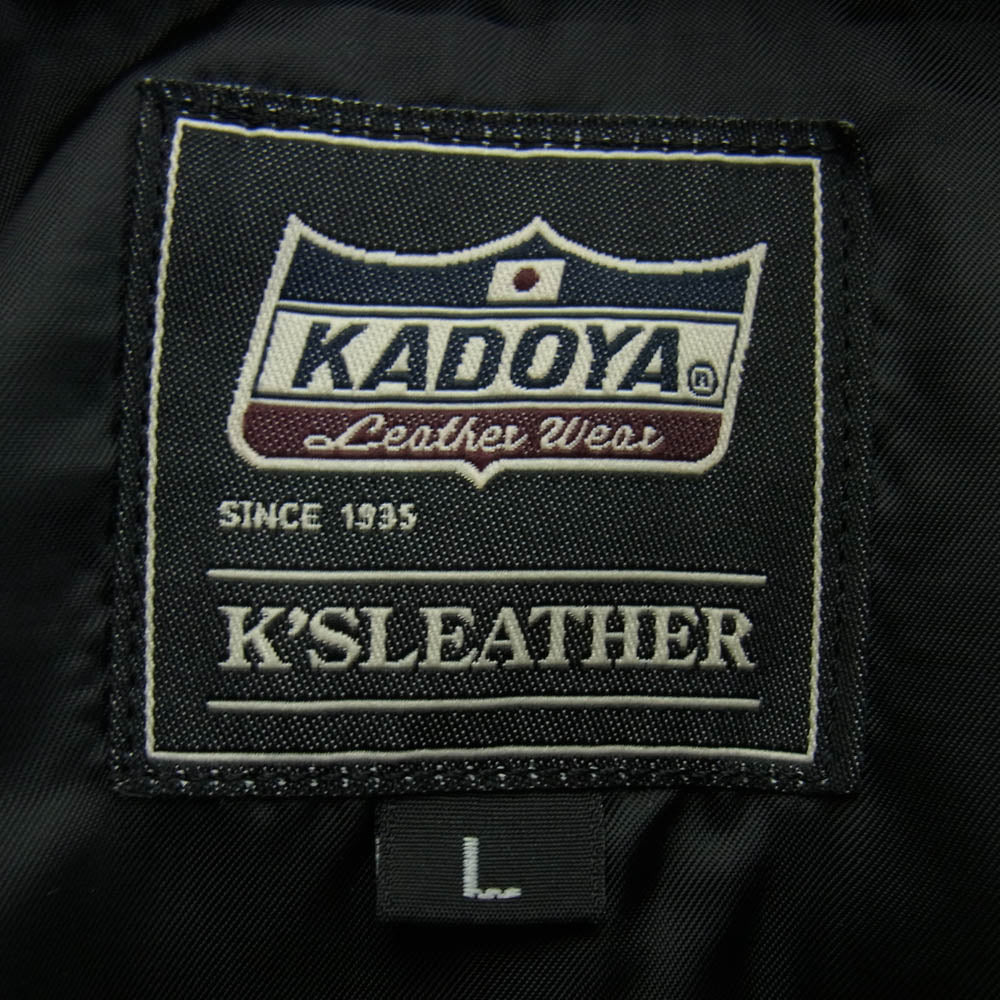 KADOYA®
Leather Wear
SINCE 1935
K'SLEATHER
L